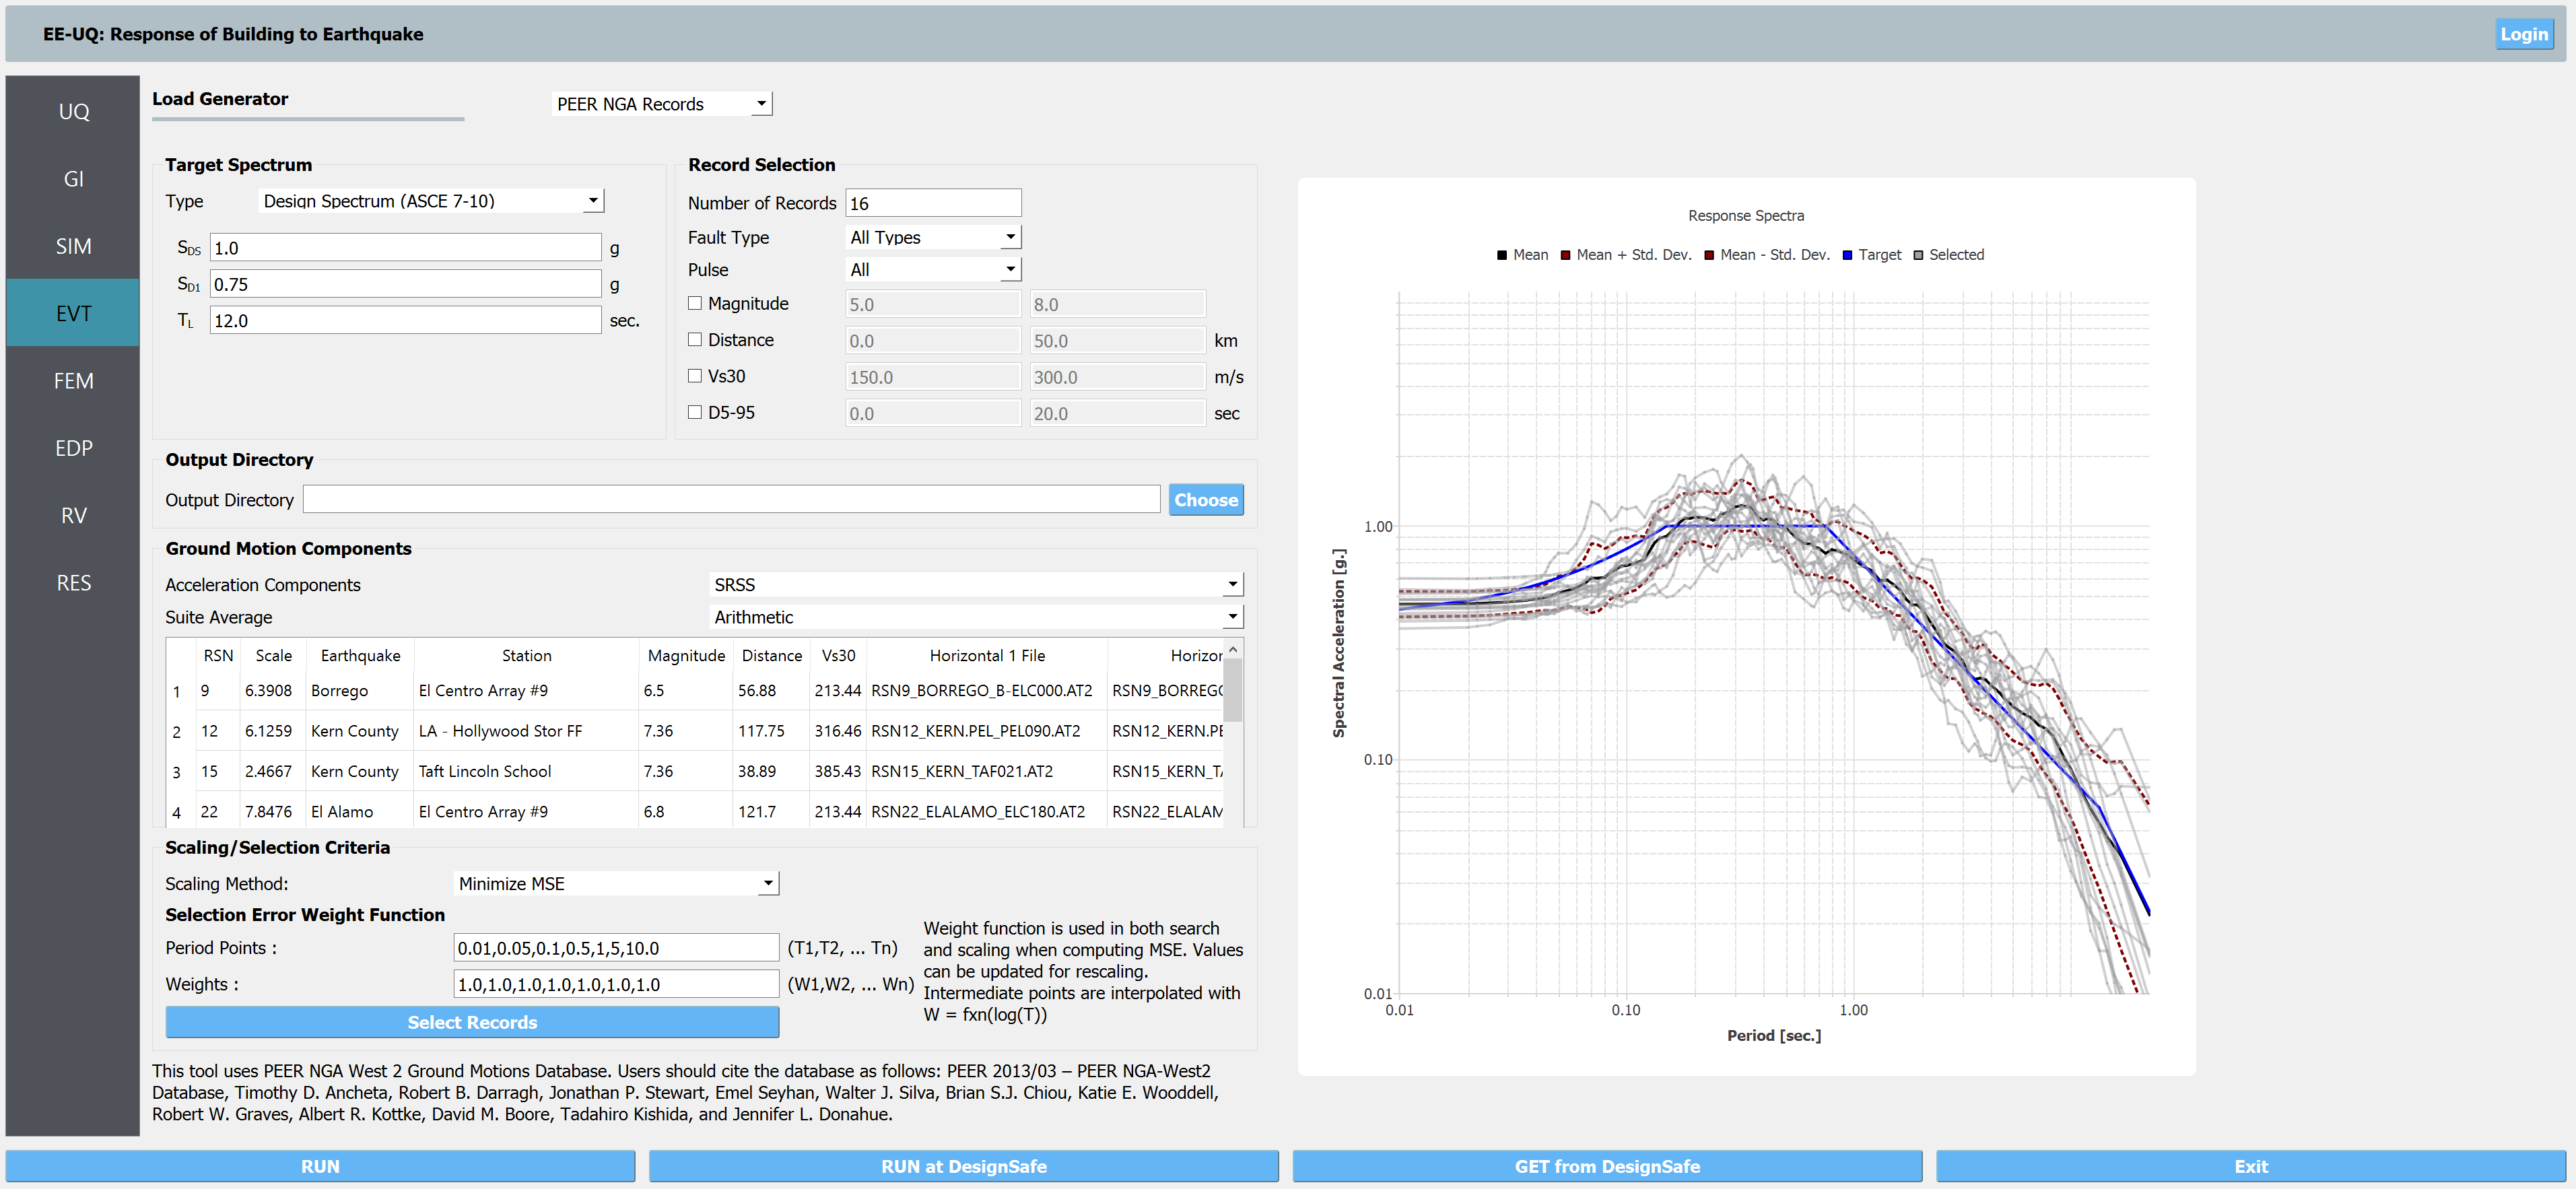 EE-UQ: Response of Building to Earthquake
Login
UQ
GI
SIM
EVT
FEM
EDP
RV
RES
Load Generator
PEER NGA Records
Target Spectrum
Type
Design Spectrum (ASCE 7-10)
SDS 1.0 g
SD1 0.75 g
TL 12.0 sec.
Record Selection
Number of Records 16
Fault Type All Types
Pulse All
Magnitude 5.0 8.0
Distance 0.0 50.0 km
Vs30 150.0 300.0 m/s
D5-95 0.0 20.0 sec
Output Directory
Output Directory Choose
Ground Motion Components
Acceleration Components SRSS
Suite Average Arithmetic
RSN Scale Earthquake Station Magnitude Distance Vs30 Horizontal 1 File Horizor
1 9 6.3908 Borrego El Centro Array #9 6.5 56.88 213.44 RSN9_BORREGO_B-ELC000.AT2 RSN9_BORREGO
2 12 6.1259 Kern County LA - Hollywood Stor FF 7.36 117.75 316.46 RSN12_KERN.PEL_PEL090.AT2 RSN12_KERN.PE
3 15 2.4667 Kern County Taft Lincoln School 7.36 38.89 385.43 RSN15_KERN_TAF021.AT2 RSN15_KERN_TA
4 22 7.8476 El Alamo El Centro Array #9 6.8 121.7 213.44 RSN22_ELALAMO_ELC180.AT2 RSN22_ELALAM
Scaling/Selection Criteria
Scaling Method: Minimize MSE
Selection Error Weight Function
Period Points : 0.01,0.05,0.1,0.5,1,5,10.0 (T1,T2, ... Tn)
Weights : 1.0,1.0,1.0,1.0,1.0,1.0,1.0 (W1,W2, ... Wn)
Select Records
Weight function is used in both search
and scaling when computing MSE. Values
can be updated for rescaling.
Intermediate points are interpolated with
W = fxn(log(T))
This tool uses PEER NGA West 2 Ground Motions Database. Users should cite the database as follows: PEER 2013/03 – PEER NGA-West2
Database, Timothy D. Ancheta, Robert B. Darragh, Jonathan P. Stewart, Emel Seyhan, Walter J. Silva, Brian S.J. Chiou, Katie E. Wooddell,
Robert W. Graves, Albert R. Kottke, David M. Boore, Tadahiro Kishida, and Jennifer L. Donahue.
Response Spectra
Mean Mean + Std. Dev. Mean - Std. Dev. Target Selected
Spectral Acceleration [g.]
1.00
0.10
0.01
0.01 0.10 1.00
Period [sec.]
RUN
RUN at DesignSafe
GET from DesignSafe
Exit